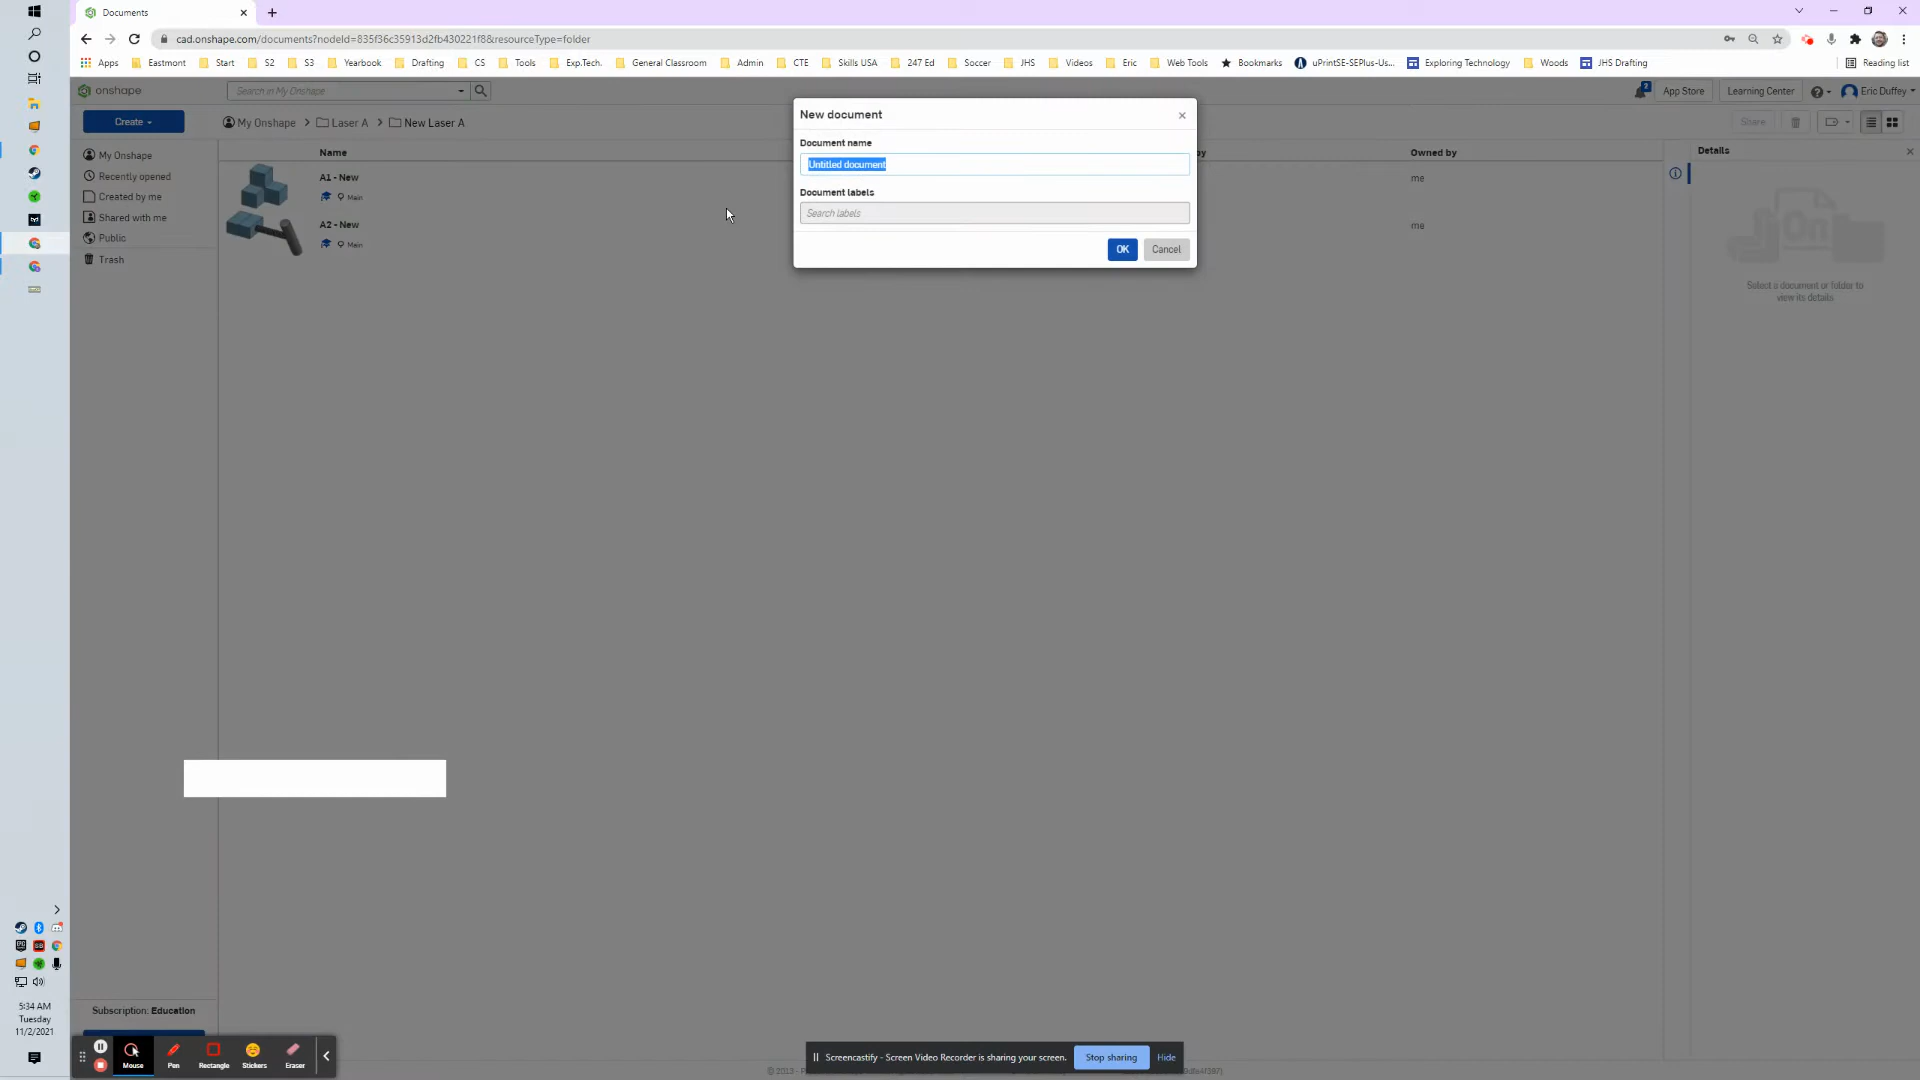 Documents
cad.onshape.com/documents?nodeId=835f36c35913d2fb430221f8&resourceType=folder
Apps Eastmont Start S2 S3 Yearbook Drafting CS Tools Exp.Tech. General Classroom Admin CTE Skills USA 247 Ed Soccer JHS Videos Eric Web Tools Bookmarks uPrintSE-SEPlus-Us... Exploring Technology Woods JHS Drafting Reading list
onshape Search in My Onshape 2 App Store Learning Center Eric Duffey
Create My Onshape > Laser A > New Laser A Share
New document
Document name
Untitled document
Document labels
Search labels
OK Cancel
My Onshape
Recently opened
Created by me
Shared with me
Public
Trash
Name Owned by
A1 - New me
Main
A2 - New me
Main
Details
Select a document or folder to
view its details
Subscription: Education
5:34 AM
Tuesday
11/2/2021
Mouse Pen Rectangle Stickers Eraser
Screencastify - Screen Video Recorder is sharing your screen. Stop sharing Hide